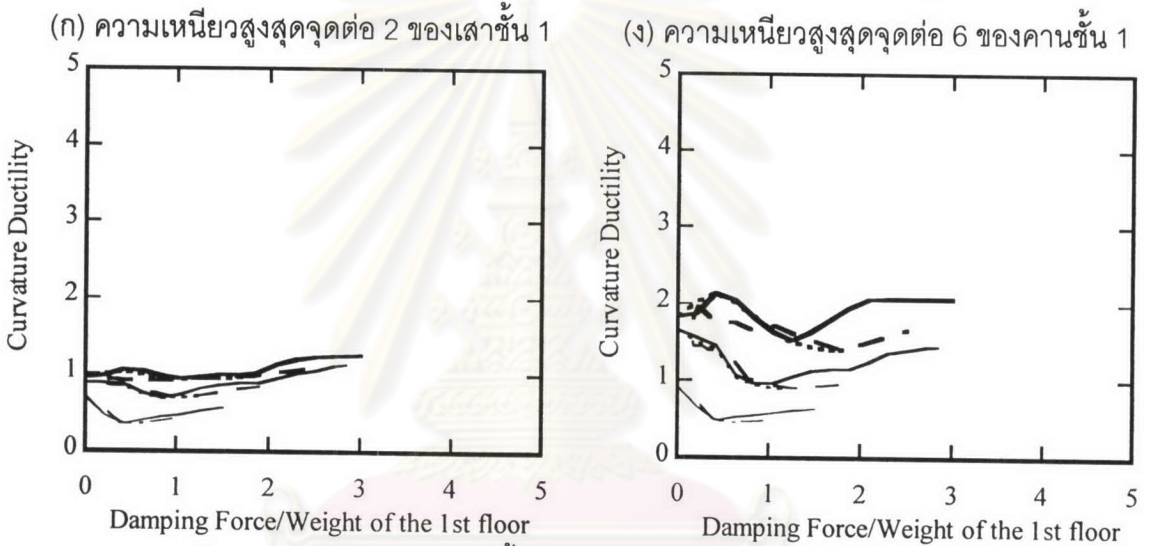 (ก) ความเหนียวสูงสุดจุดต่อ 2 ของเสาชั้น 1
5
4
3
2
1
0
Curvature Ductility
0 1 2 3 4 5
Damping Force/Weight of the 1st floor
(ง) ความเหนียวสูงสุดจุดต่อ 6 ของคานชั้น 1
5
4
3
2
1
0
Curvature Ductility
0 1 2 3 4 5
Damping Force/Weight of the 1st floor